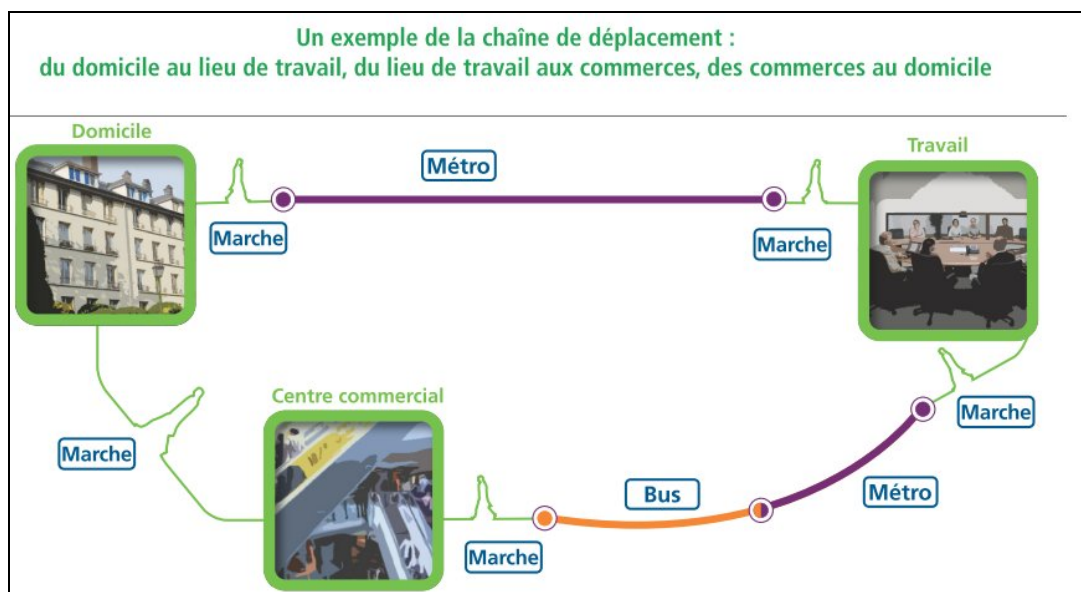 Un exemple de la chaîne de déplacement :
du domicile au lieu de travail, du lieu de travail aux commerces, des commerces au domicile
Domicile
Travail
Métro
Marche
Marche
Centre commercial
Marche
Marche
Bus
Métro
Marche